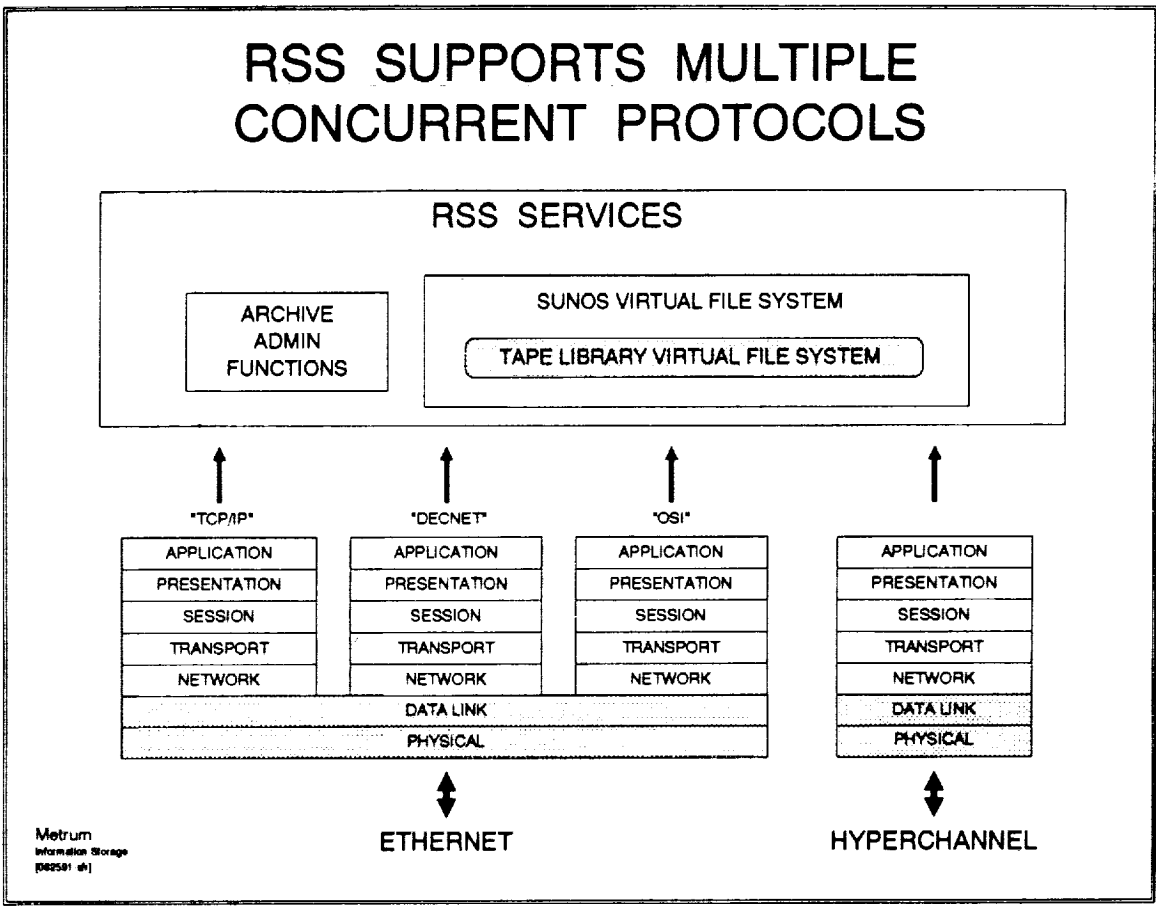 RSS SUPPORTS MULTIPLE
CONCURRENT PROTOCOLS
RSS SERVICES
ARCHIVE
ADMIN
FUNCTIONS
SUNOS VIRTUAL FILE SYSTEM
TAPE LIBRARY VIRTUAL FILE SYSTEM
"TCP/IP"
APPLICATION
PRESENTATION
SESSION
TRANSPORT
NETWORK
"DECNET"
APPLICATION
PRESENTATION
SESSION
TRANSPORT
NETWORK
"OSI"
APPLICATION
PRESENTATION
SESSION
TRANSPORT
NETWORK
DATA LINK
PHYSICAL
ETHERNET
APPLICATION
PRESENTATION
SESSION
TRANSPORT
NETWORK
DATA LINK
PHYSICAL
HYPERCHANNEL
Metrum
Information Storage